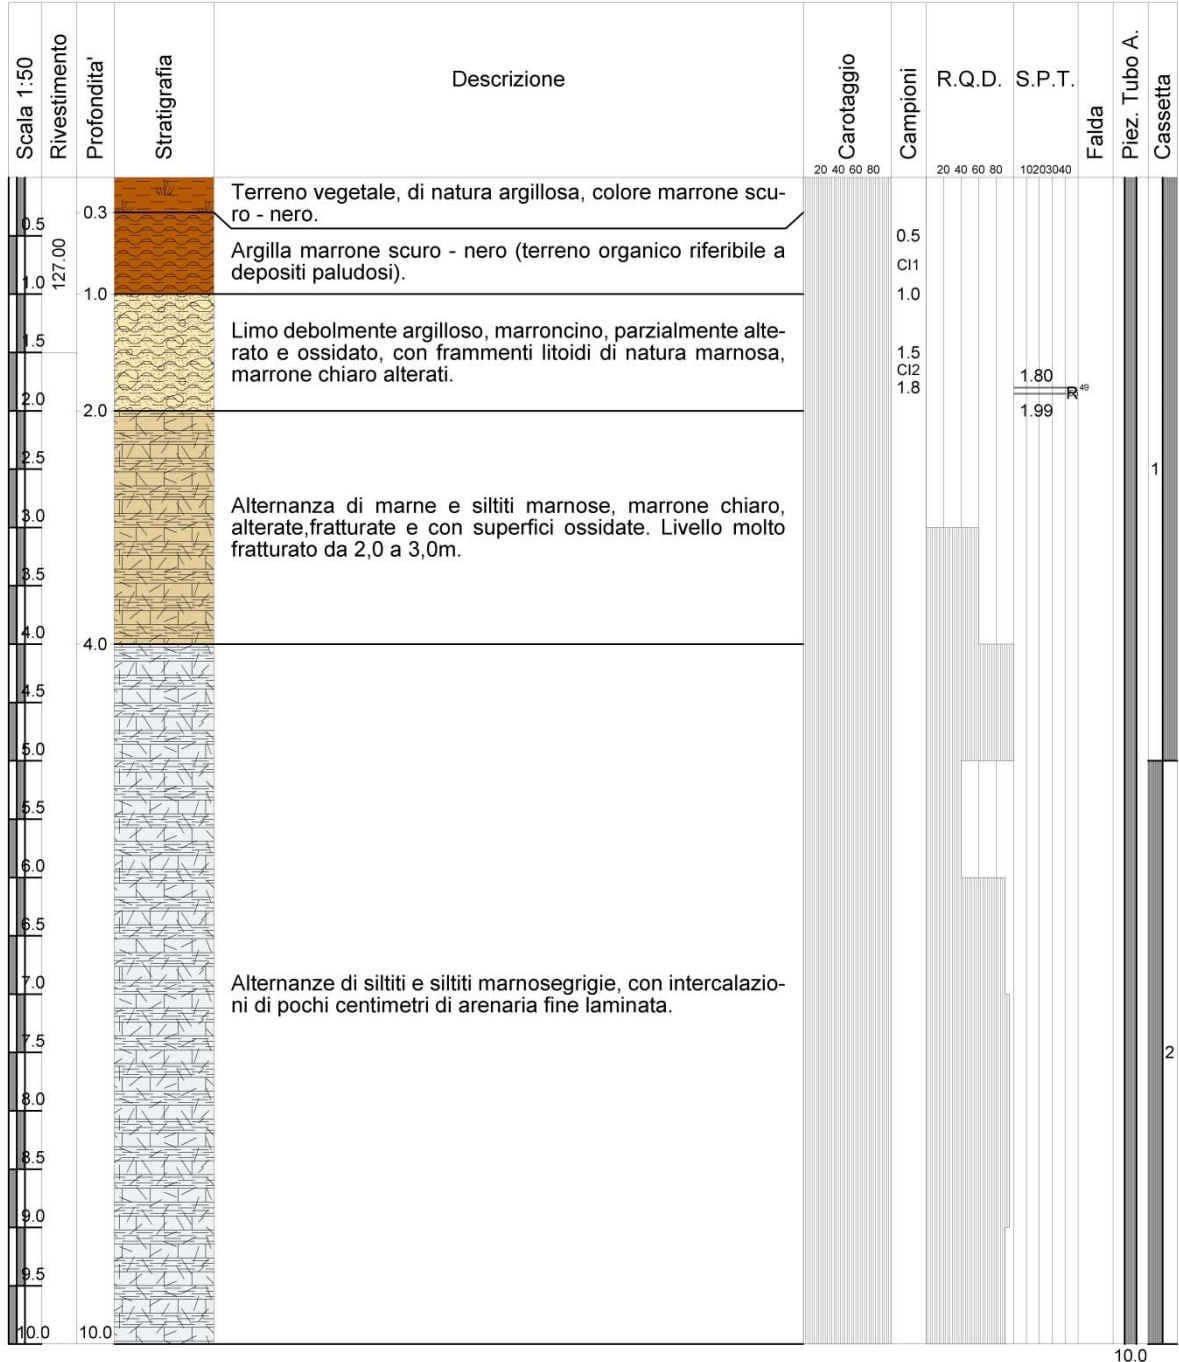 Scala 1:50
Rivestimento
Profondita'
Stratigrafia
Descrizione
Carotaggio
Campioni
R.Q.D.
S.P.T.
Falda
Piez. Tubo A.
Cassetta
20 40 60 80
20 40 60 80
10203040
Terreno vegetale, di natura argillosa, colore marrone scu-
ro - nero.
0.3
0.5
Argilla marrone scuro - nero (terreno organico riferibile a
depositi paludosi).
0.5
CI1
127.00
1.0
1.0
1.0
Limo debolmente argilloso, marroncino, parzialmente alte-
rato e ossidato, con frammenti litoidi di natura marnosa,
marrone chiaro alterati.
1.5
1.5
CI2
1.8
1.80
49
1.99
2.0
2.0
2.5
1
Alternanza di marne e siltiti marnose, marrone chiaro,
alterate,fratturate e con superfici ossidate. Livello molto
fratturato da 2,0 a 3,0m.
3.0
3.5
4.0
4.0
4.5
5.0
5.5
6.0
6.5
Alternanze di siltiti e siltiti marnosegrigie, con intercalazio-
ni di pochi centimetri di arenaria fine laminata.
7.0
7.5
2
8.0
8.5
9.0
9.5
10.0
10.0
10.0